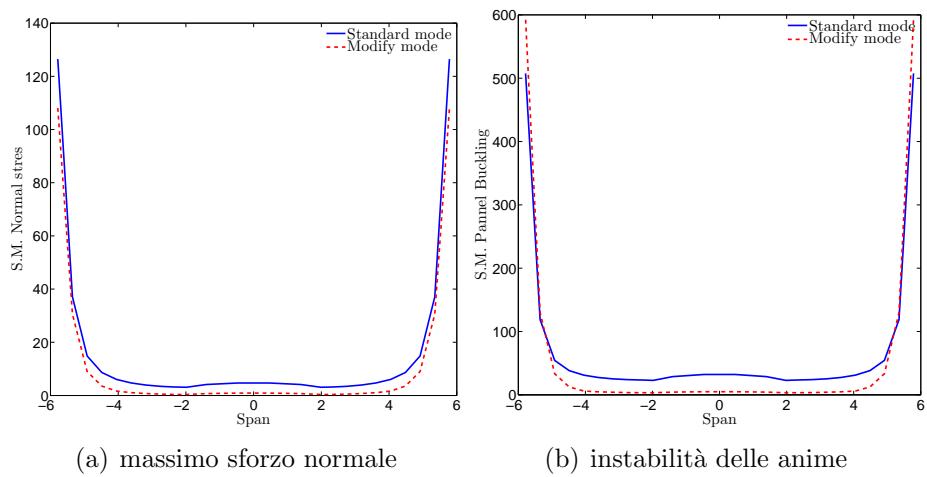 140
120
100
80
60
40
20
0
S.M. Normal stres
Standard mode
Modify mode
−6 −4 −2 0 2 4 6
Span
(a) massimo sforzo normale
600
500
400
300
200
100
0
S.M. Pannel Buckling
Standard mode
Modify mode
−6 −4 −2 0 2 4 6
Span
(b) instabilità delle anime